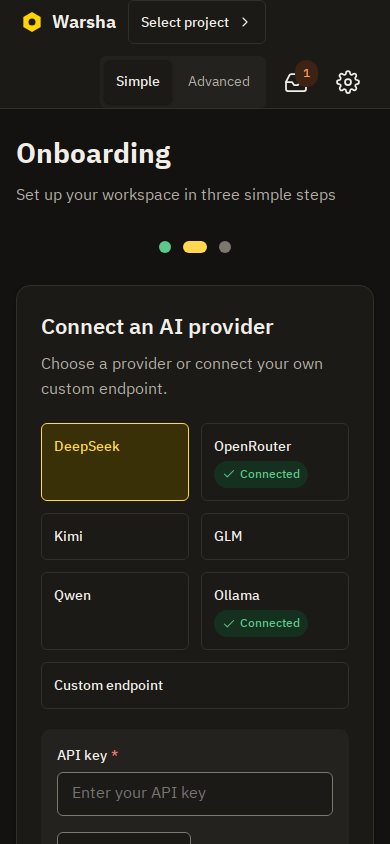 Warsha
Select project
Simple
Advanced
1
Onboarding
Set up your workspace in three simple steps
Connect an AI provider
Choose a provider or connect your own
custom endpoint.
DeepSeek
OpenRouter
Connected
Kimi
GLM
Qwen
Ollama
Connected
Custom endpoint
API key *
Enter your API key